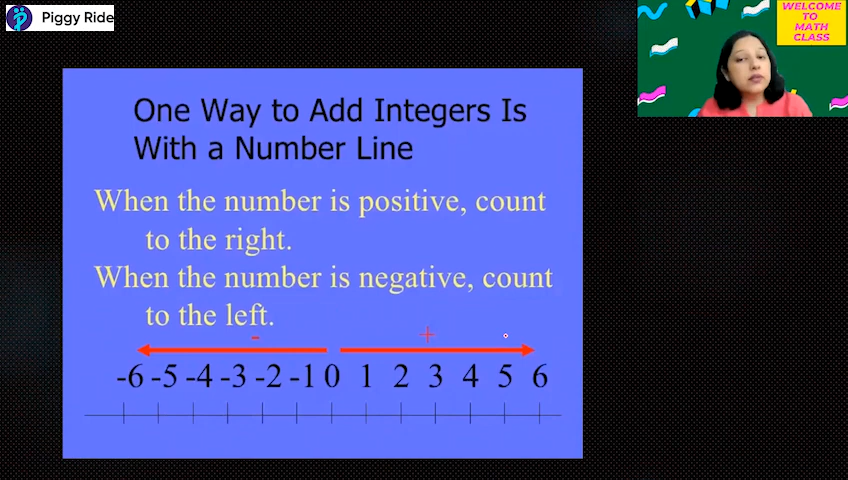 Piggy Ride
WELCOME
TO
MATH
CLASS
One Way to Add Integers Is
With a Number Line
When the number is positive, count
to the right.
When the number is negative, count
to the left.
- +
-6 -5 -4 -3 -2 -1 0 1 2 3 4 5 6